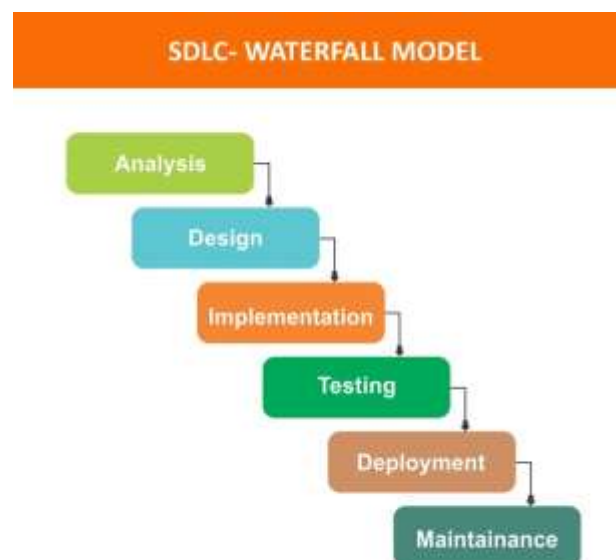 SDLC- WATERFALL MODEL
Analysis
Design
Implementation
Testing
Deployment
Maintainance